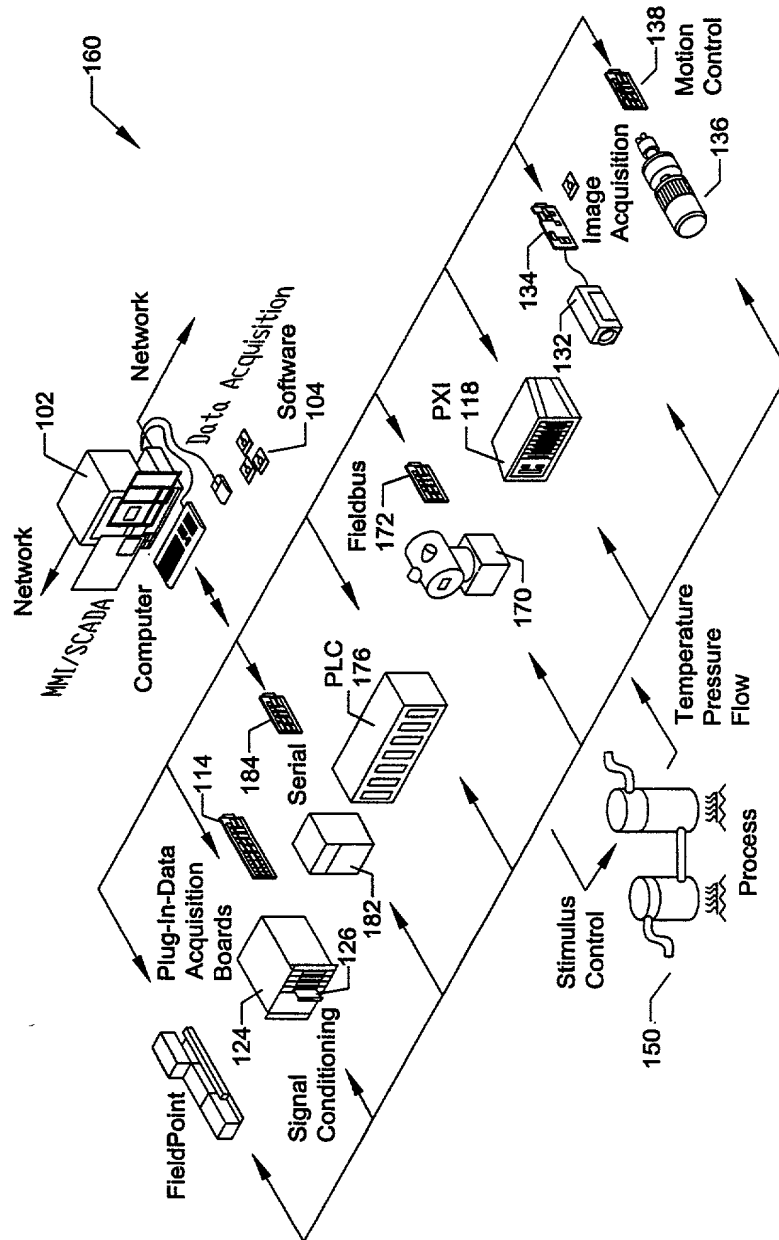 160
Network
102
Network
MMI/SCADA
Data Acquisition
Computer
Software
104
184
Serial
114
Plug-In-Data
Acquisition
Boards
FieldPoint
124
126
Signal
Conditioning
182
PLC
176
Fieldbus
172
170
PXI
118
134
132
Image
Acquisition
138
Motion
Control
136
Stimulus
Control
Temperature
Pressure
Flow
Process
150